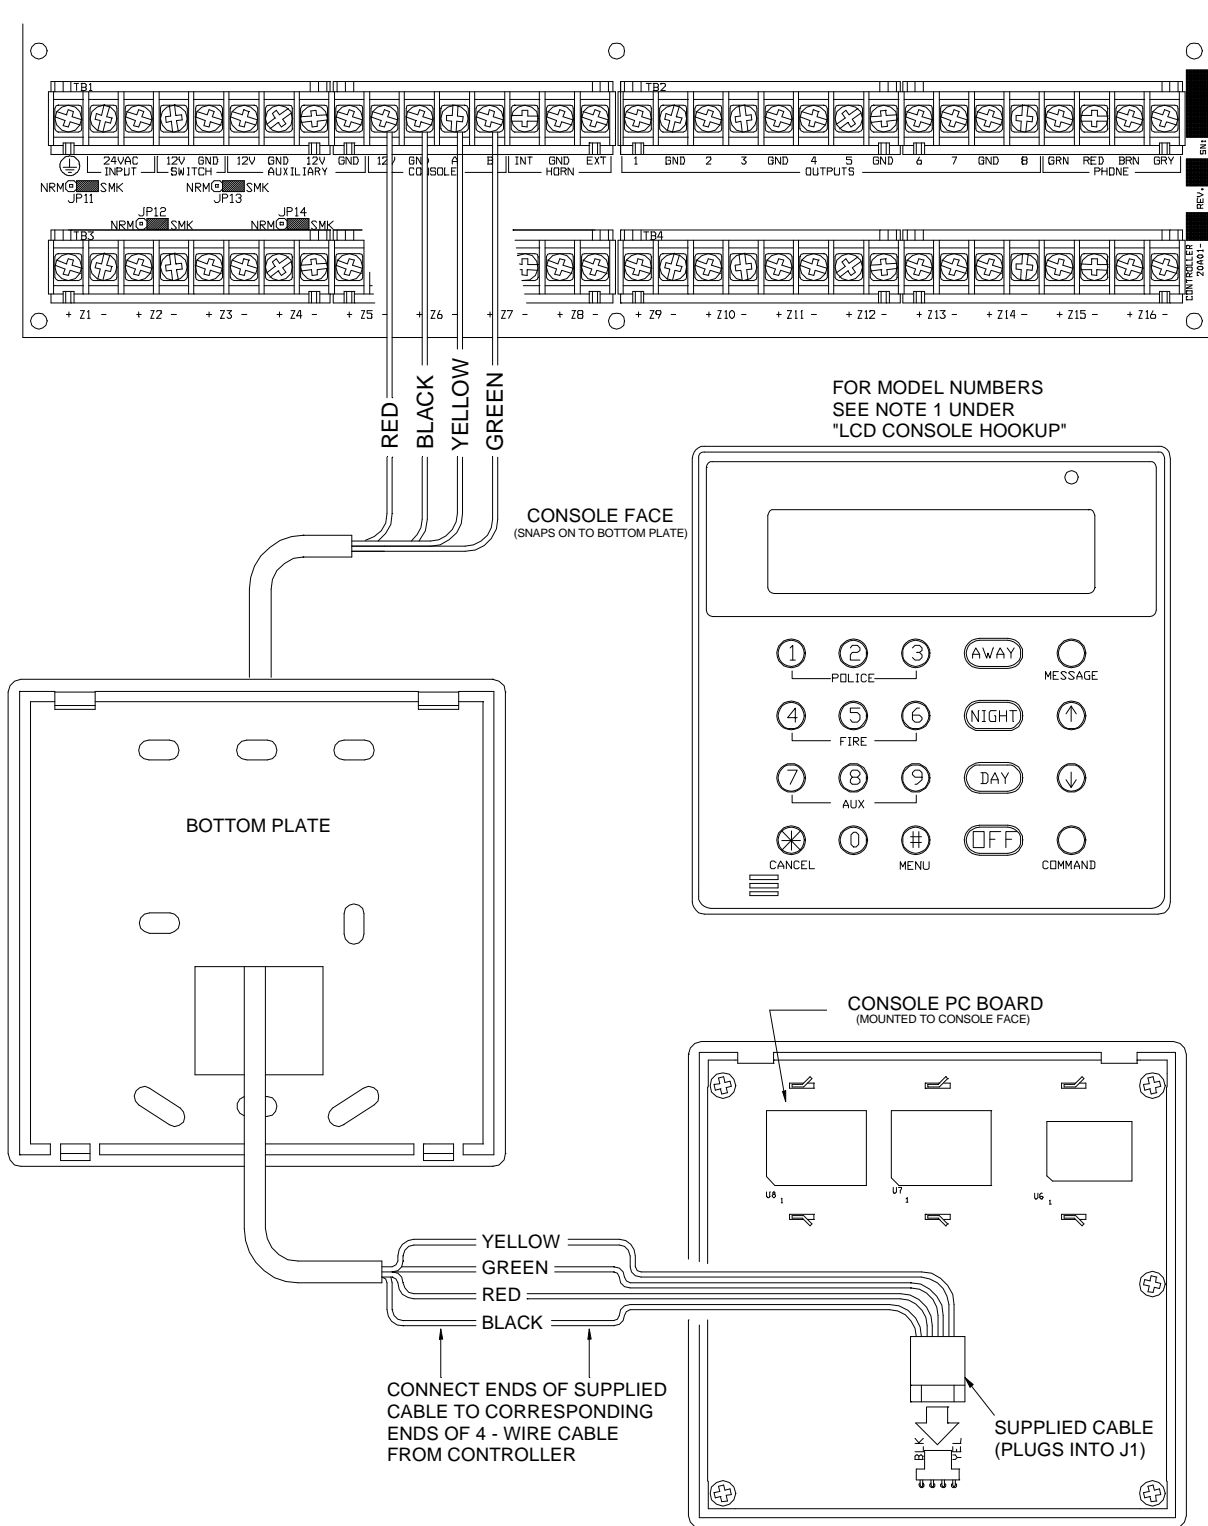 TB1
TB2
24VAC 12V GND 12V GND 12V GND 12V GND A B INT GND EXT 1 GND 2 3 GND 4 5 GND 6 7 GND 8 GRN RED BRN GRY
INPUT SWITCH AUXILIARY CONSOLE HORN OUTPUTS PHONE
SN:
NRM SMK NRM SMK
JP11 JP13
REV.
JP12 JP14
NRM SMK NRM SMK
TB3
TB4
CONTROLLER
20A01-
+ Z1 - + Z2 - + Z3 - + Z4 - + Z5 + Z6 - + Z7 - + Z8 - + Z9 - + Z10 - + Z11 - + Z12 - + Z13 - + Z14 - + Z15 - + Z16 -
RED
BLACK
YELLOW
GREEN
FOR MODEL NUMBERS
SEE NOTE 1 UNDER
"LCD CONSOLE HOOKUP"
CONSOLE FACE
(SNAPS ON TO BOTTOM PLATE)
1 2 3 AWAY
POLICE MESSAGE
4 5 6 NIGHT ↑
FIRE
7 8 9 DAY ↓
AUX
* 0 # OFF
CANCEL MENU COMMAND
BOTTOM PLATE
CONSOLE PC BOARD
(MOUNTED TO CONSOLE FACE)
U8 1
U7 1
U6 1
YELLOW
GREEN
RED
BLACK
CONNECT ENDS OF SUPPLIED
CABLE TO CORRESPONDING
ENDS OF 4 - WIRE CABLE
FROM CONTROLLER
SUPPLIED CABLE
(PLUGS INTO J1)
BLK
YEL